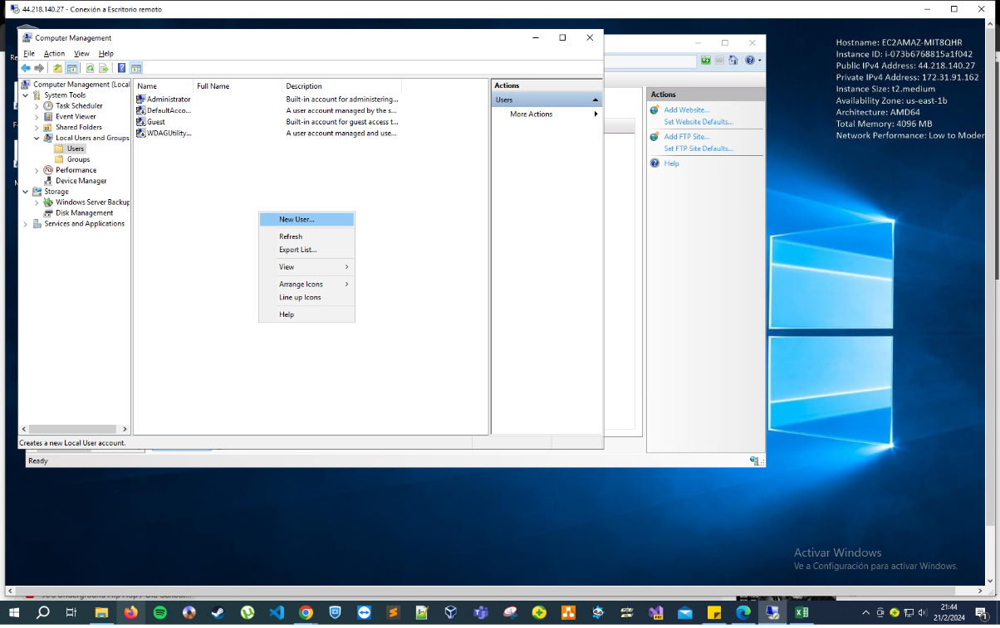 44.218.140.27 - Conexión a Escritorio remoto
Computer Management
File Action View Help
Computer Management (Local
System Tools
Task Scheduler
Event Viewer
Shared Folders
Local Users and Groups
Users
Groups
Performance
Device Manager
Storage
Windows Server Backup
Disk Management
Services and Applications
Name Full Name Description
Administrator Built-in account for administering...
DefaultAcco... A user account managed by the s...
Guest Built-in account for guest access t...
WDAGUtility... A user account managed and use...
New User...
Refresh
Export List...
View
Arrange Icons
Line up Icons
Help
Actions
Users
More Actions
Creates a new Local User account.
Ready
Actions
Add Website...
Set Website Defaults...
Add FTP Site...
Set FTP Site Defaults...
Help
Hostname: EC2AMAZ-MIT8QHR
Instance ID: i-073b6768815a1f042
Public IPv4 Address: 44.218.140.27
Private IPv4 Address: 172.31.91.162
Instance Size: t2.medium
Availability Zone: us-east-1b
Architecture: AMD64
Total Memory: 4096 MB
Network Performance: Low to Moder
Activar Windows
Ve a Configuración para activar Windows.
21:44
21/2/2024
1